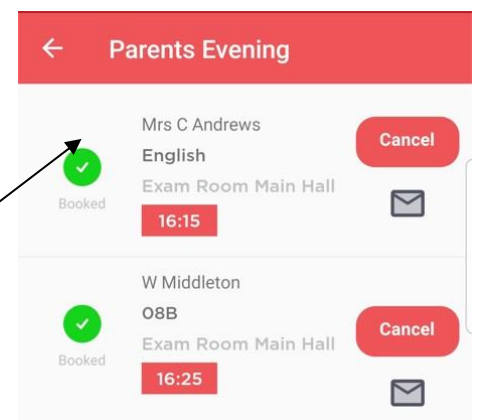 Parents Evening
Mrs C Andrews
English
Cancel
Exam Room Main Hall
Booked
16:15
W Middleton
08B
Cancel
Exam Room Main Hall
Booked
16:25